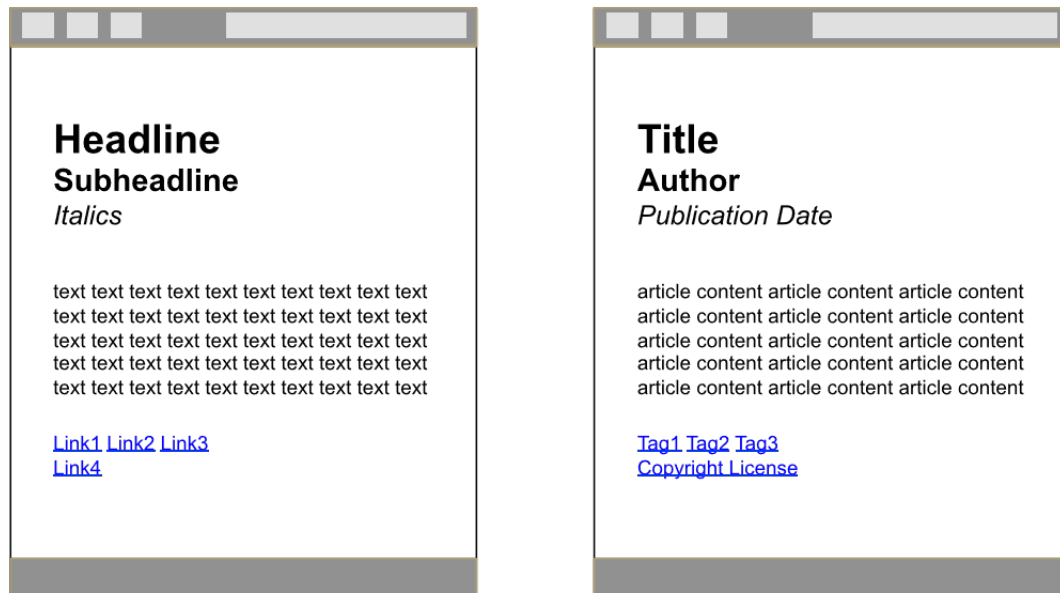 Headline
Subheadline
Italics
text text text text text text text text text text
text text text text text text text text text text
text text text text text text text text text text
text text text text text text text text text text
text text text text text text text text text text
Link1 Link2 Link3
Link4
Title
Author
Publication Date
article content article content article content
article content article content article content
article content article content article content
article content article content article content
article content article content article content
Tag1 Tag2 Tag3
Copyright License